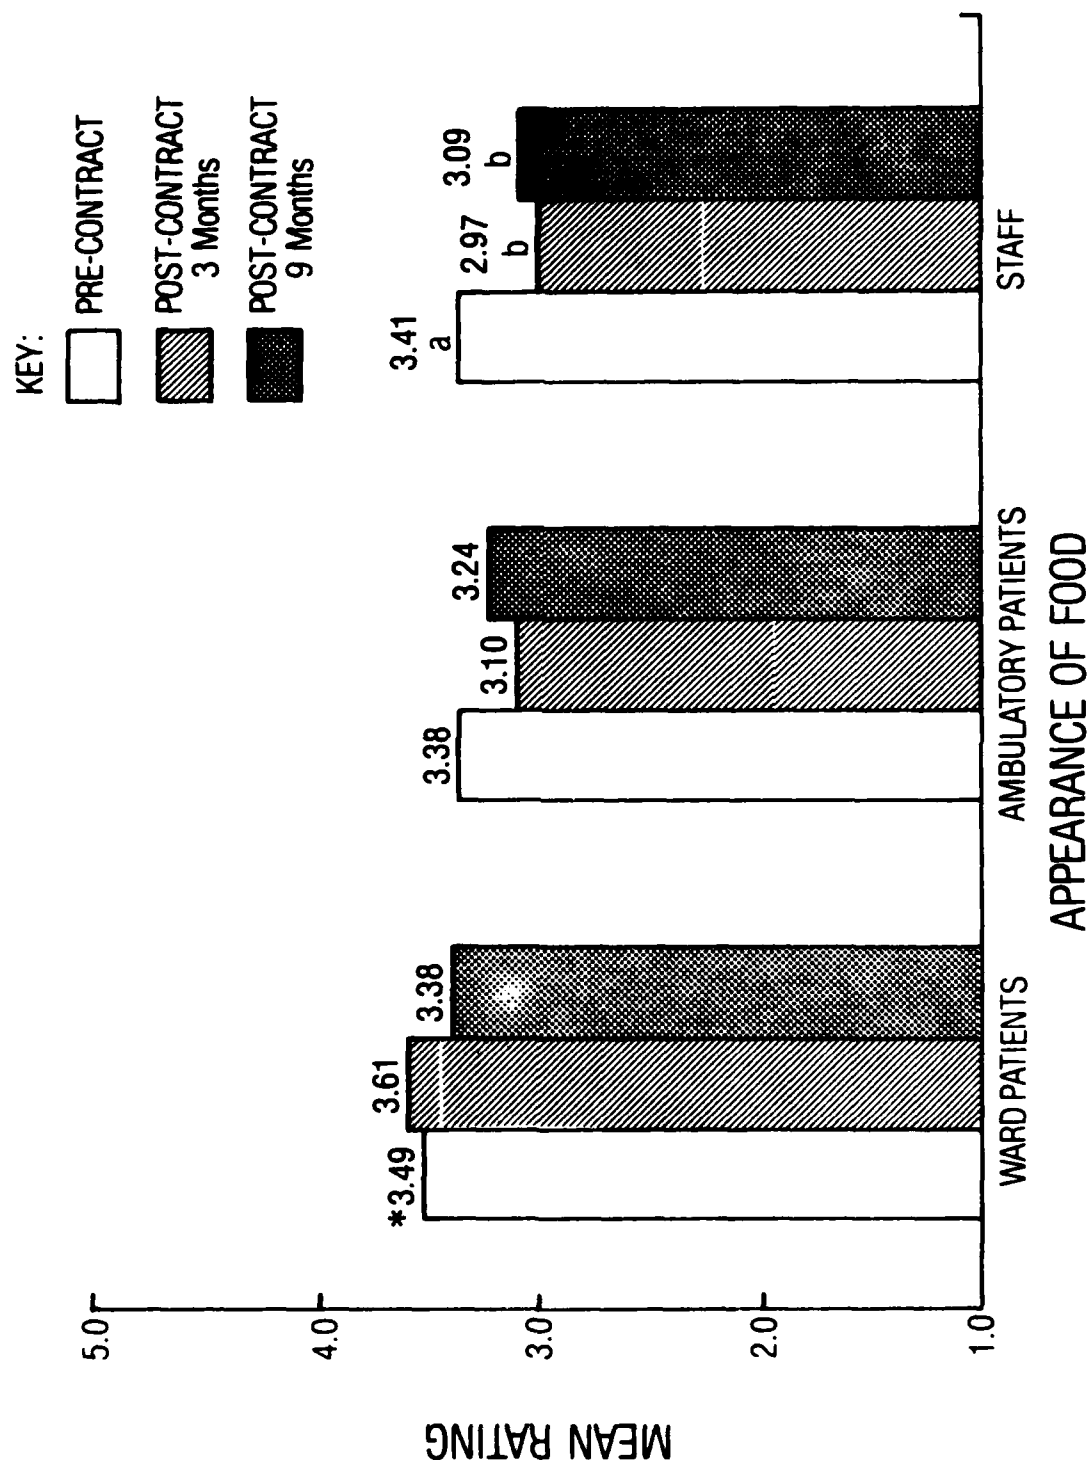 KEY:
PRE-CONTRACT
POST-CONTRACT
3 Months
POST-CONTRACT
9 Months
MEAN RATING
5.0
4.0
3.0
2.0
1.0
*3.49
3.61
3.38
3.38
3.10
3.24
3.41
a
2.97
b
3.09
b
WARD PATIENTS
AMBULATORY PATIENTS
STAFF
APPEARANCE OF FOOD